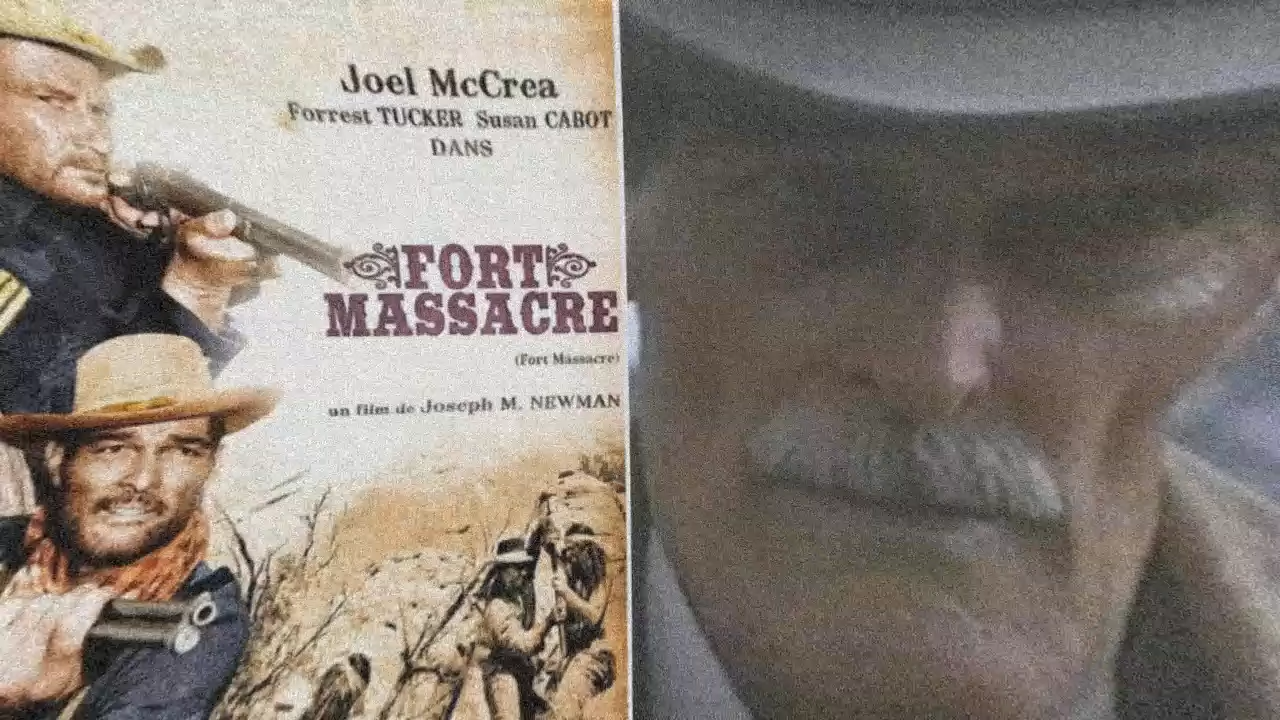 Joel McCrea
Forrest TUCKER Susan CABOT
DANS
FORT
MASSACRE
(Fort Massacre)
un film de Joseph M. NEWMAN